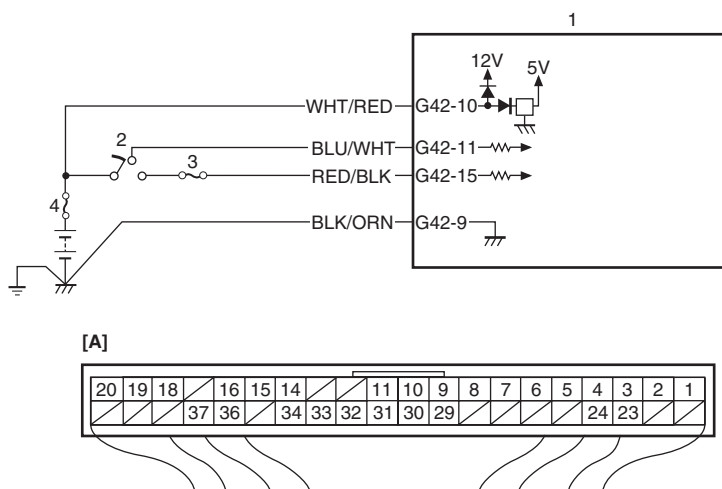 1
12V
5V
WHT/RED G42-10
2
BLU/WHT G42-11
3
RED/BLK G42-15
4
BLK/ORN G42-9
[A]
20 19 18 16 15 14 11 10 9 8 7 6 5 4 3 2 1
37 36 34 33 32 31 30 29 24 23